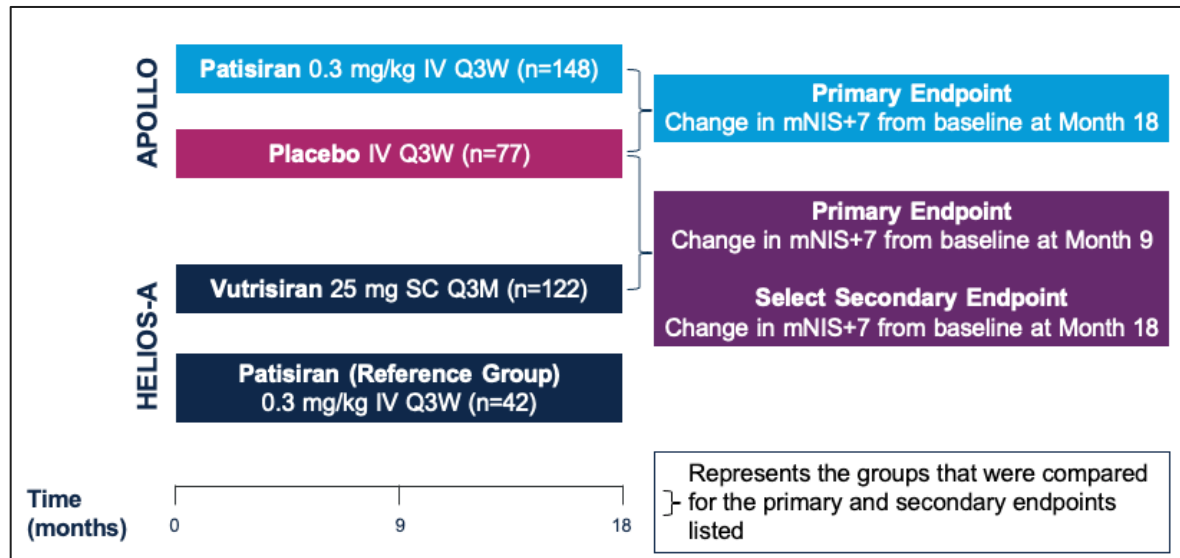 APOLLO
Patisiran 0.3 mg/kg IV Q3W (n=148)
Placebo IV Q3W (n=77)
Primary Endpoint
Change in mNIS+7 from baseline at Month 18
HELIOS-A
Vutrisiran 25 mg SC Q3M (n=122)
Patisiran (Reference Group)
0.3 mg/kg IV Q3W (n=42)
Primary Endpoint
Change in mNIS+7 from baseline at Month 9
Select Secondary Endpoint
Change in mNIS+7 from baseline at Month 18
Time
(months)
0 9 18
Represents the groups that were compared
for the primary and secondary endpoints
listed